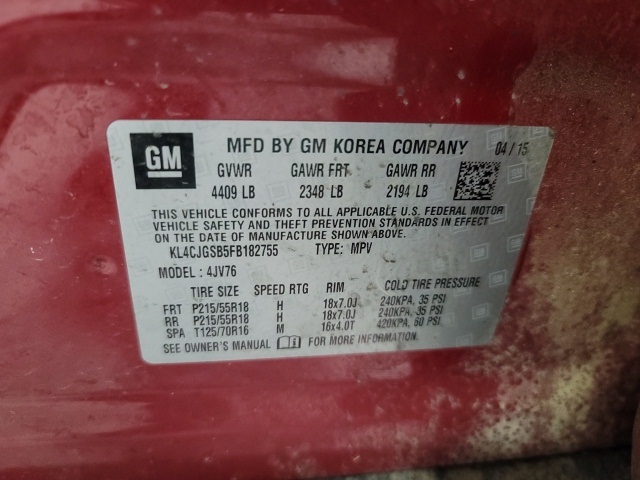 GM MFD BY GM KOREA COMPANY 04 / 15
GVWR GAWR FRT GAWR RR
4409 LB 2348 LB 2194 LB
THIS VEHICLE CONFORMS TO ALL APPLICABLE U.S. FEDERAL MOTOR
VEHICLE SAFETY AND THEFT PREVENTION STANDARDS IN EFFECT
ON THE DATE OF MANUFACTURE SHOWN ABOVE.
KL4CJGSB5FB182755 TYPE: MPV
MODEL: 4JV76
TIRE SIZE SPEED RTG RIM COLD TIRE PRESSURE
FRT P215/55R18 H 18x7.0J 240KPA, 35 PSI
RR P215/55R18 H 18x7.0J 240KPA, 35 PSI
SPA T125/70R16 M 16x4.0T 420KPA, 60 PSI
SEE OWNER'S MANUAL FOR MORE INFORMATION.